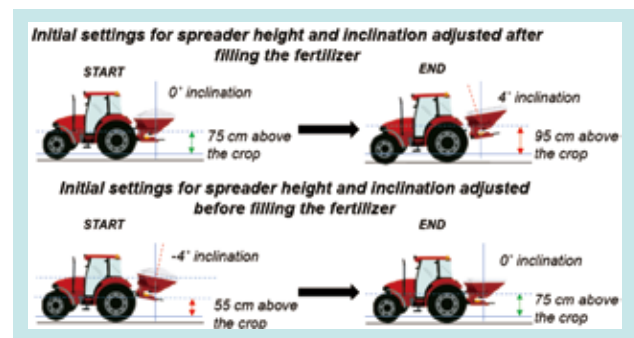 Initial settings for spreader height and inclination adjusted after
filling the fertilizer
START
END
0° inclination
4° inclination
75 cm above
the crop
95 cm above
the crop
Initial settings for spreader height and inclination adjusted
before filling the fertilizer
START
END
-4° inclination
0° inclination
55 cm above
the crop
75 cm above
the crop